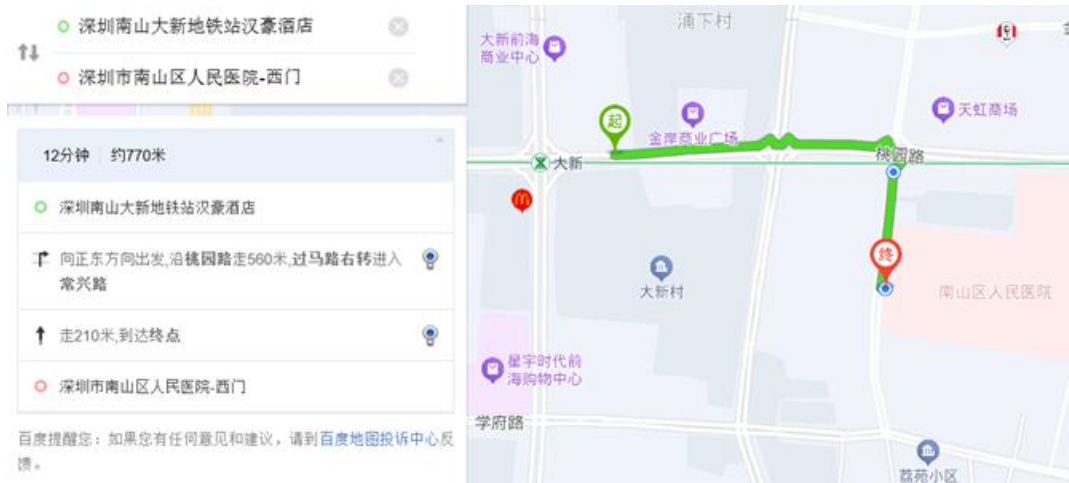 深圳南山大新地铁站汉豪酒店
深圳市南山区人民医院-西门
12分钟 约770米
深圳南山大新地铁站汉豪酒店
向正东方向出发,沿桃园路走560米,过马路右转进入
常兴路
走210米,到达终点
深圳市南山区人民医院-西门
百度提醒您：如果您有任何意见和建议，请到百度地图投诉中心反
馈。
涌下村
大新前海
商业中心
起
金岸商业广场
天虹商场
大新
桃园路
终
大新村
南山区人民医院
星宇时代前
海购物中心
学府路
荔苑小区